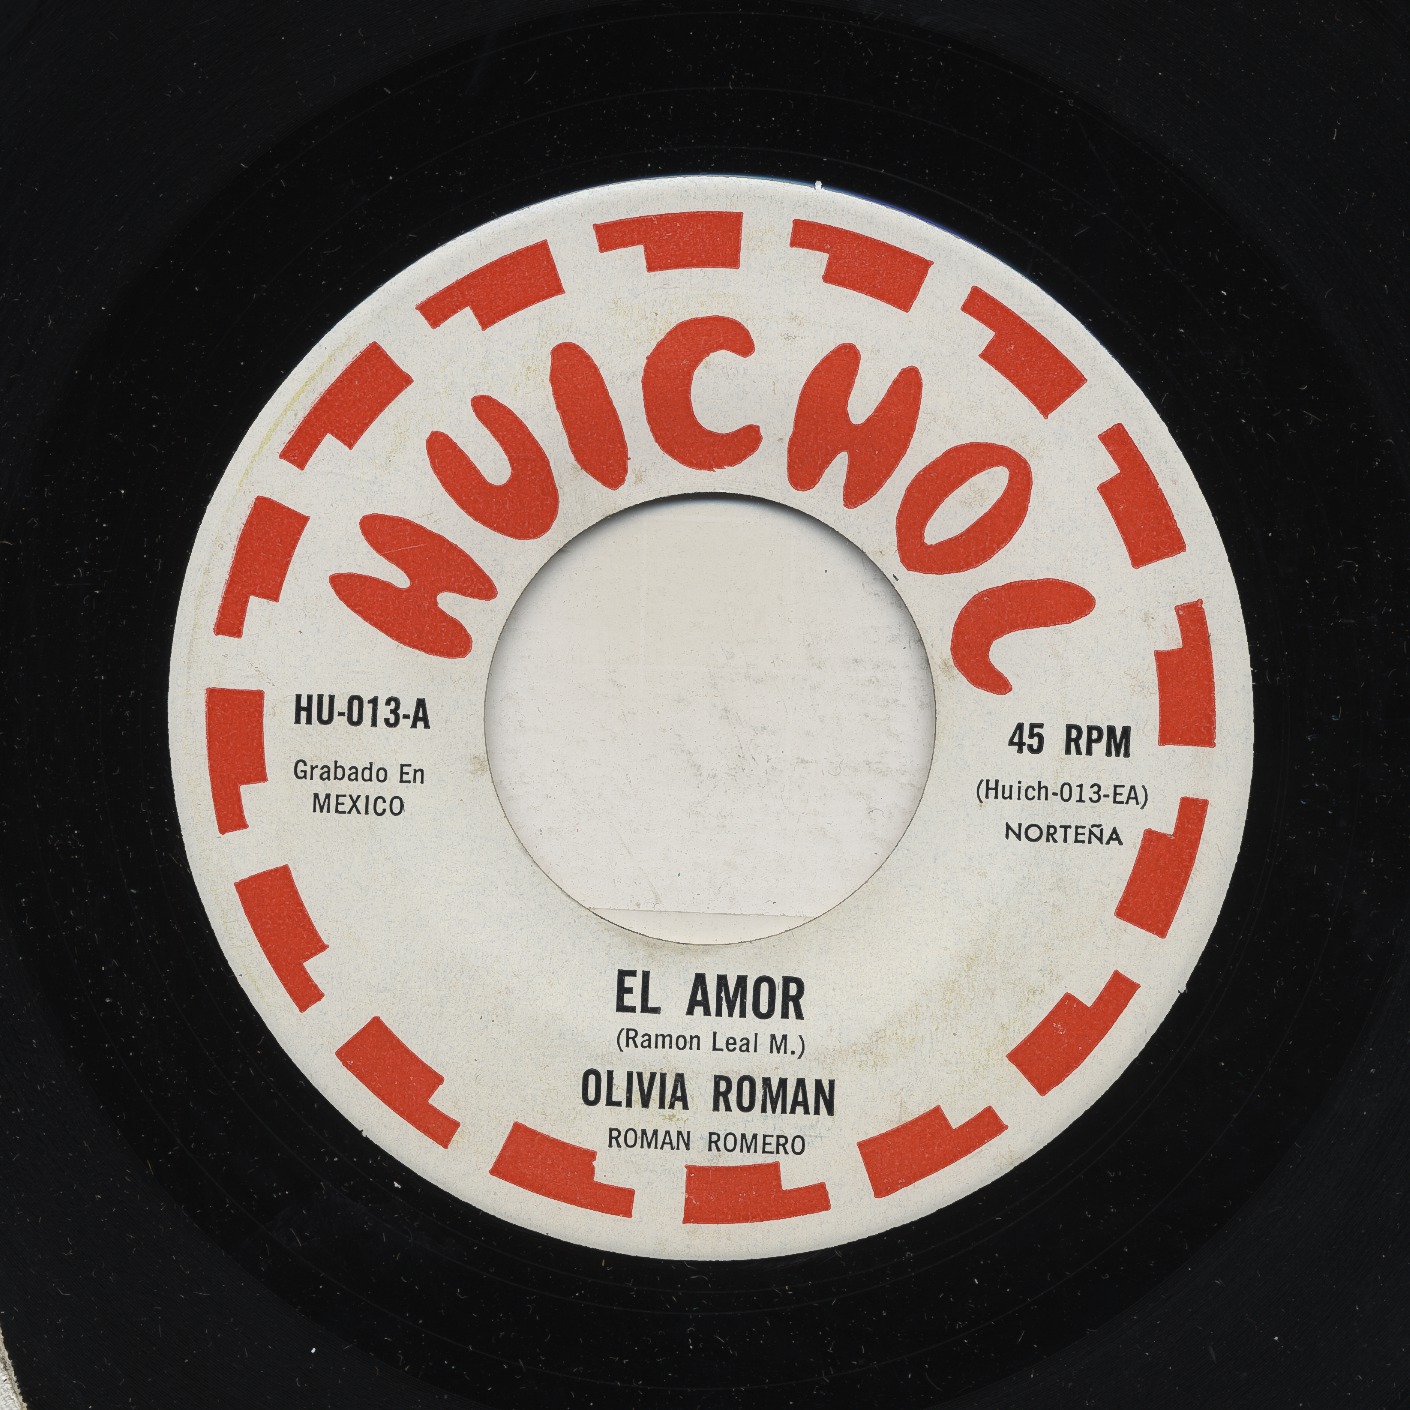 HUICHOL
HU-013-A
Grabado En
MEXICO
45 RPM
(Huich-013-EA)
NORTEÑA
EL AMOR
(Ramon Leal M.)
OLIVIA ROMAN
ROMAN ROMERO